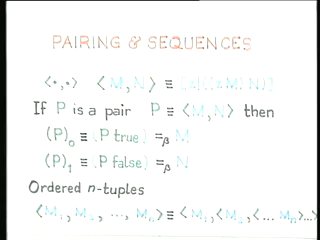 PAIRING & SEQUENCES
<•,•> <M,N> ≡ [z]((z M) N)]
If P is a pair P ≡ <M,N> then
(P)₀ ≡ (P true) =β M
(P)₁ ≡ (P false) =β N
Ordered n-tuples
<M₁, M₂, ..., Mₙ> ≡ <M₁,<M₂, <... Mₙ>...>